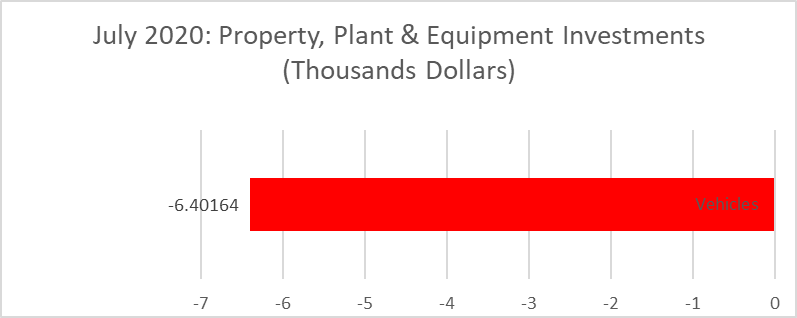 July 2020: Property, Plant & Equipment Investments
(Thousands Dollars)
-6.40164
Vehicles
-7 -6 -5 -4 -3 -2 -1 0